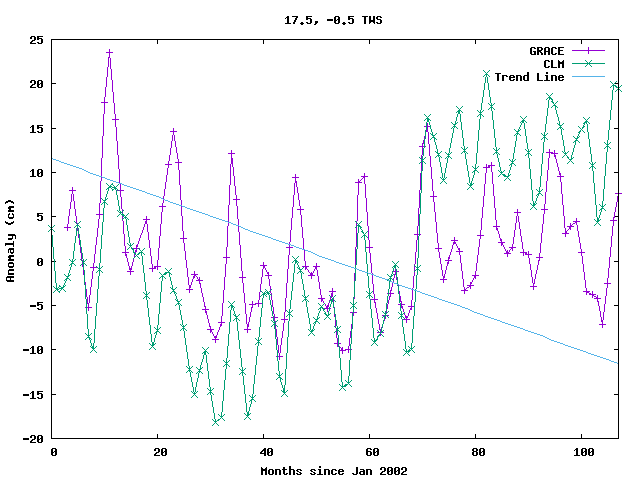 17.5, -0.5 TWS
GRACE
CLM
Trend Line
25
20
15
10
5
0
-5
-10
-15
-20
Anomaly (cm)
0 20 40 60 80 100
Months since Jan 2002